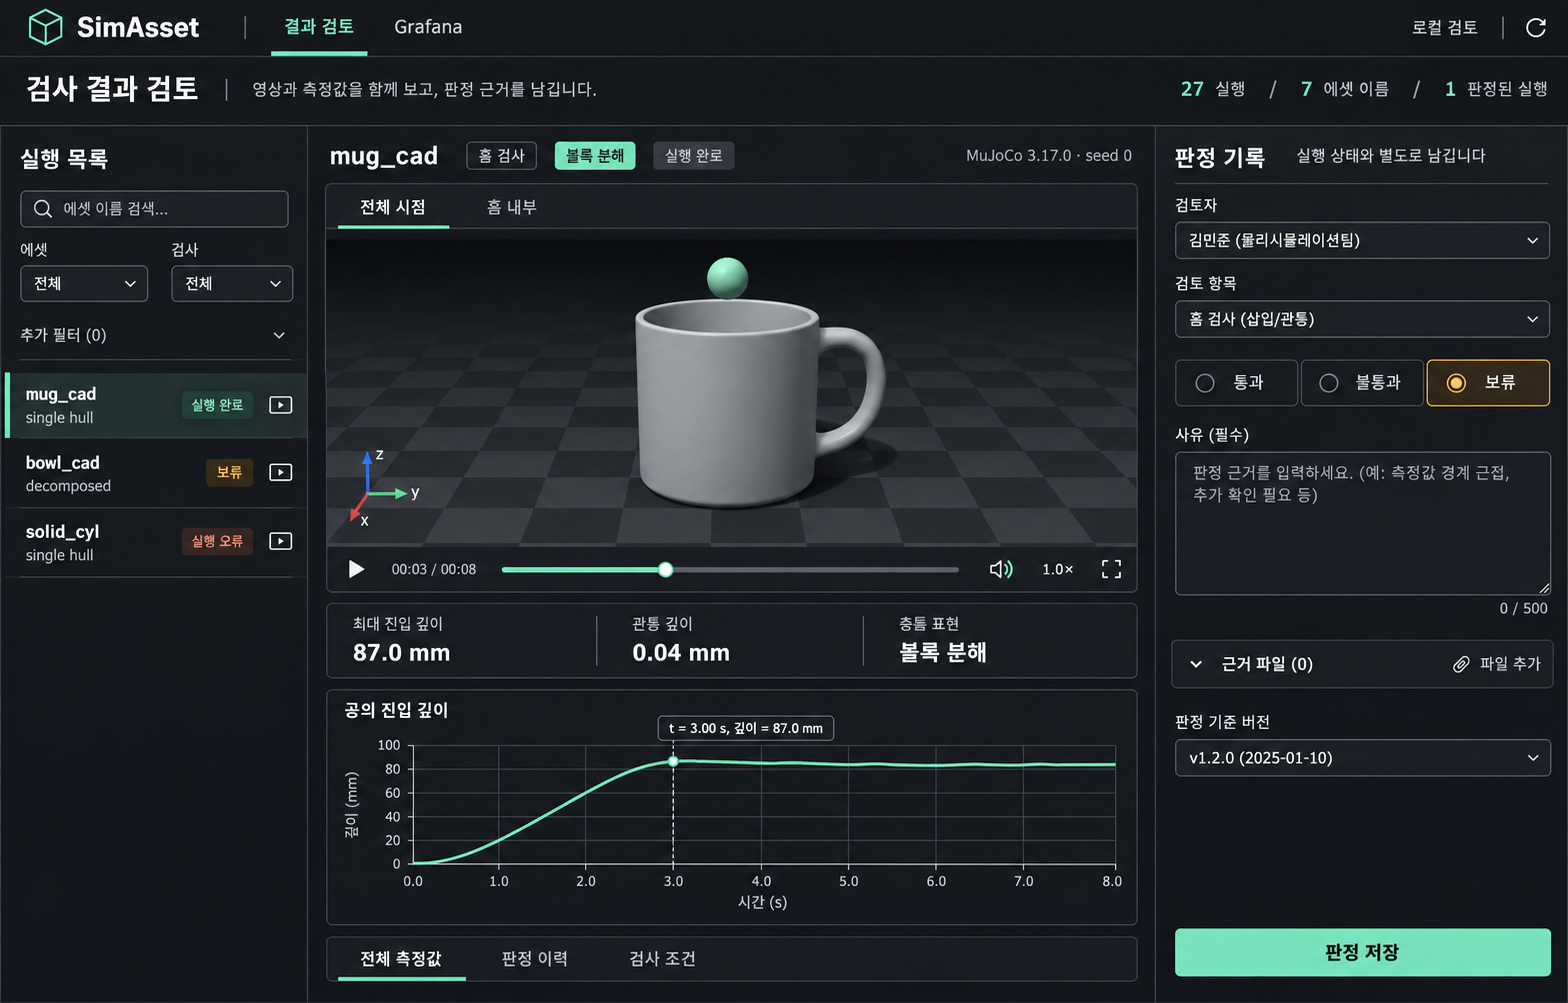 SimAsset
결과 검토
Grafana
로컬 검토
검사 결과 검토
영상과 측정값을 함께 보고, 판정 근거를 남깁니다.
27 실행 / 7 에셋 이름 / 1 판정된 실행
실행 목록
에셋 이름 검색...
에셋
검사
전체
전체
추가 필터 (0)
mug_cad
single hull
실행 완료
bowl_cad
decomposed
보류
solid_cyl
single hull
실행 오류
mug_cad
홈 검사
볼록 분해
실행 완료
MuJoCo 3.17.0 · seed 0
전체 시점
홈 내부
z
y
x
00:03 / 00:08
1.0×
최대 진입 깊이
87.0 mm
관통 깊이
0.04 mm
충돌 표현
볼록 분해
공의 진입 깊이
t = 3.00 s, 깊이 = 87.0 mm
깊이 (mm)
100
80
60
40
20
0
0.0 1.0 2.0 3.0 4.0 5.0 6.0 7.0 8.0
시간 (s)
전체 측정값
판정 이력
검사 조건
판정 기록
실행 상태와 별도로 남깁니다
검토자
김민준 (물리시뮬레이션팀)
검토 항목
홈 검사 (삽입/관통)
통과
불통과
보류
사유 (필수)
판정 근거를 입력하세요. (예: 측정값 경계 근접,
추가 확인 필요 등)
0 / 500
근거 파일 (0)
파일 추가
판정 기준 버전
v1.2.0 (2025-01-10)
판정 저장